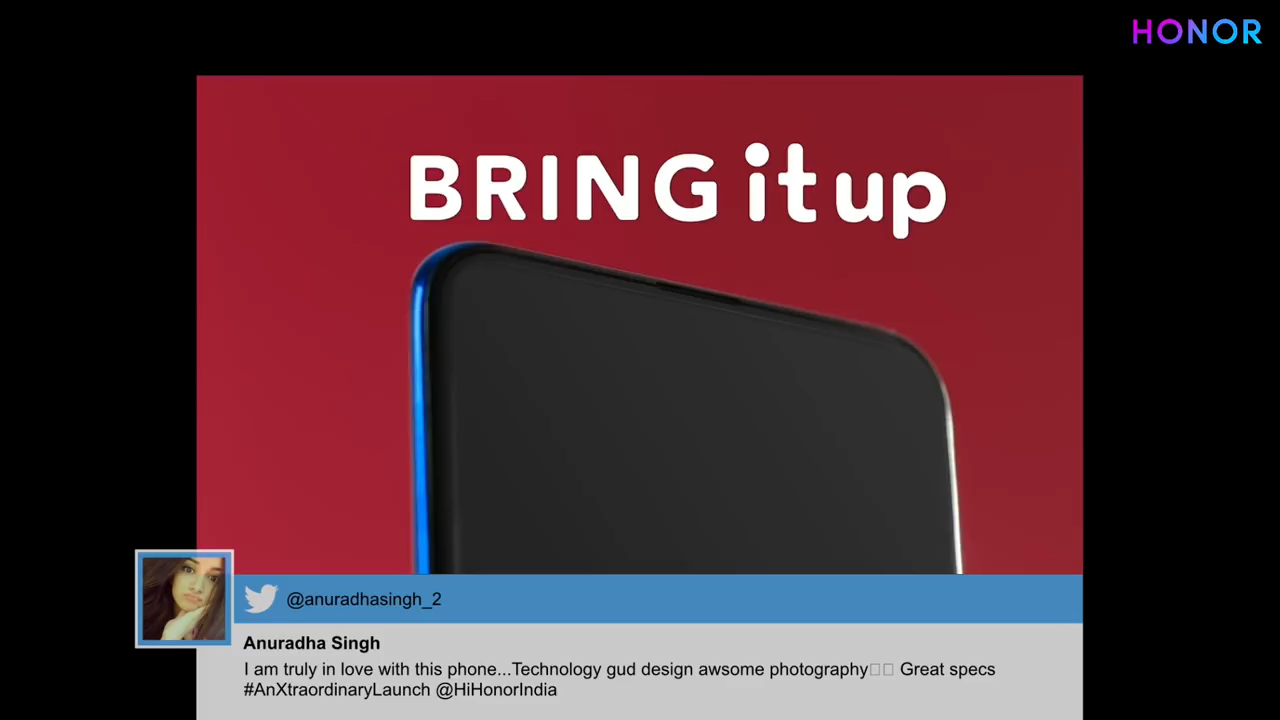 HONOR
BRING it up
@anuradhasingh_2
Anuradha Singh
I am truly in love with this phone...Technology gud design awsome photography Great specs
#AnXtraordinaryLaunch @HiHonorIndia